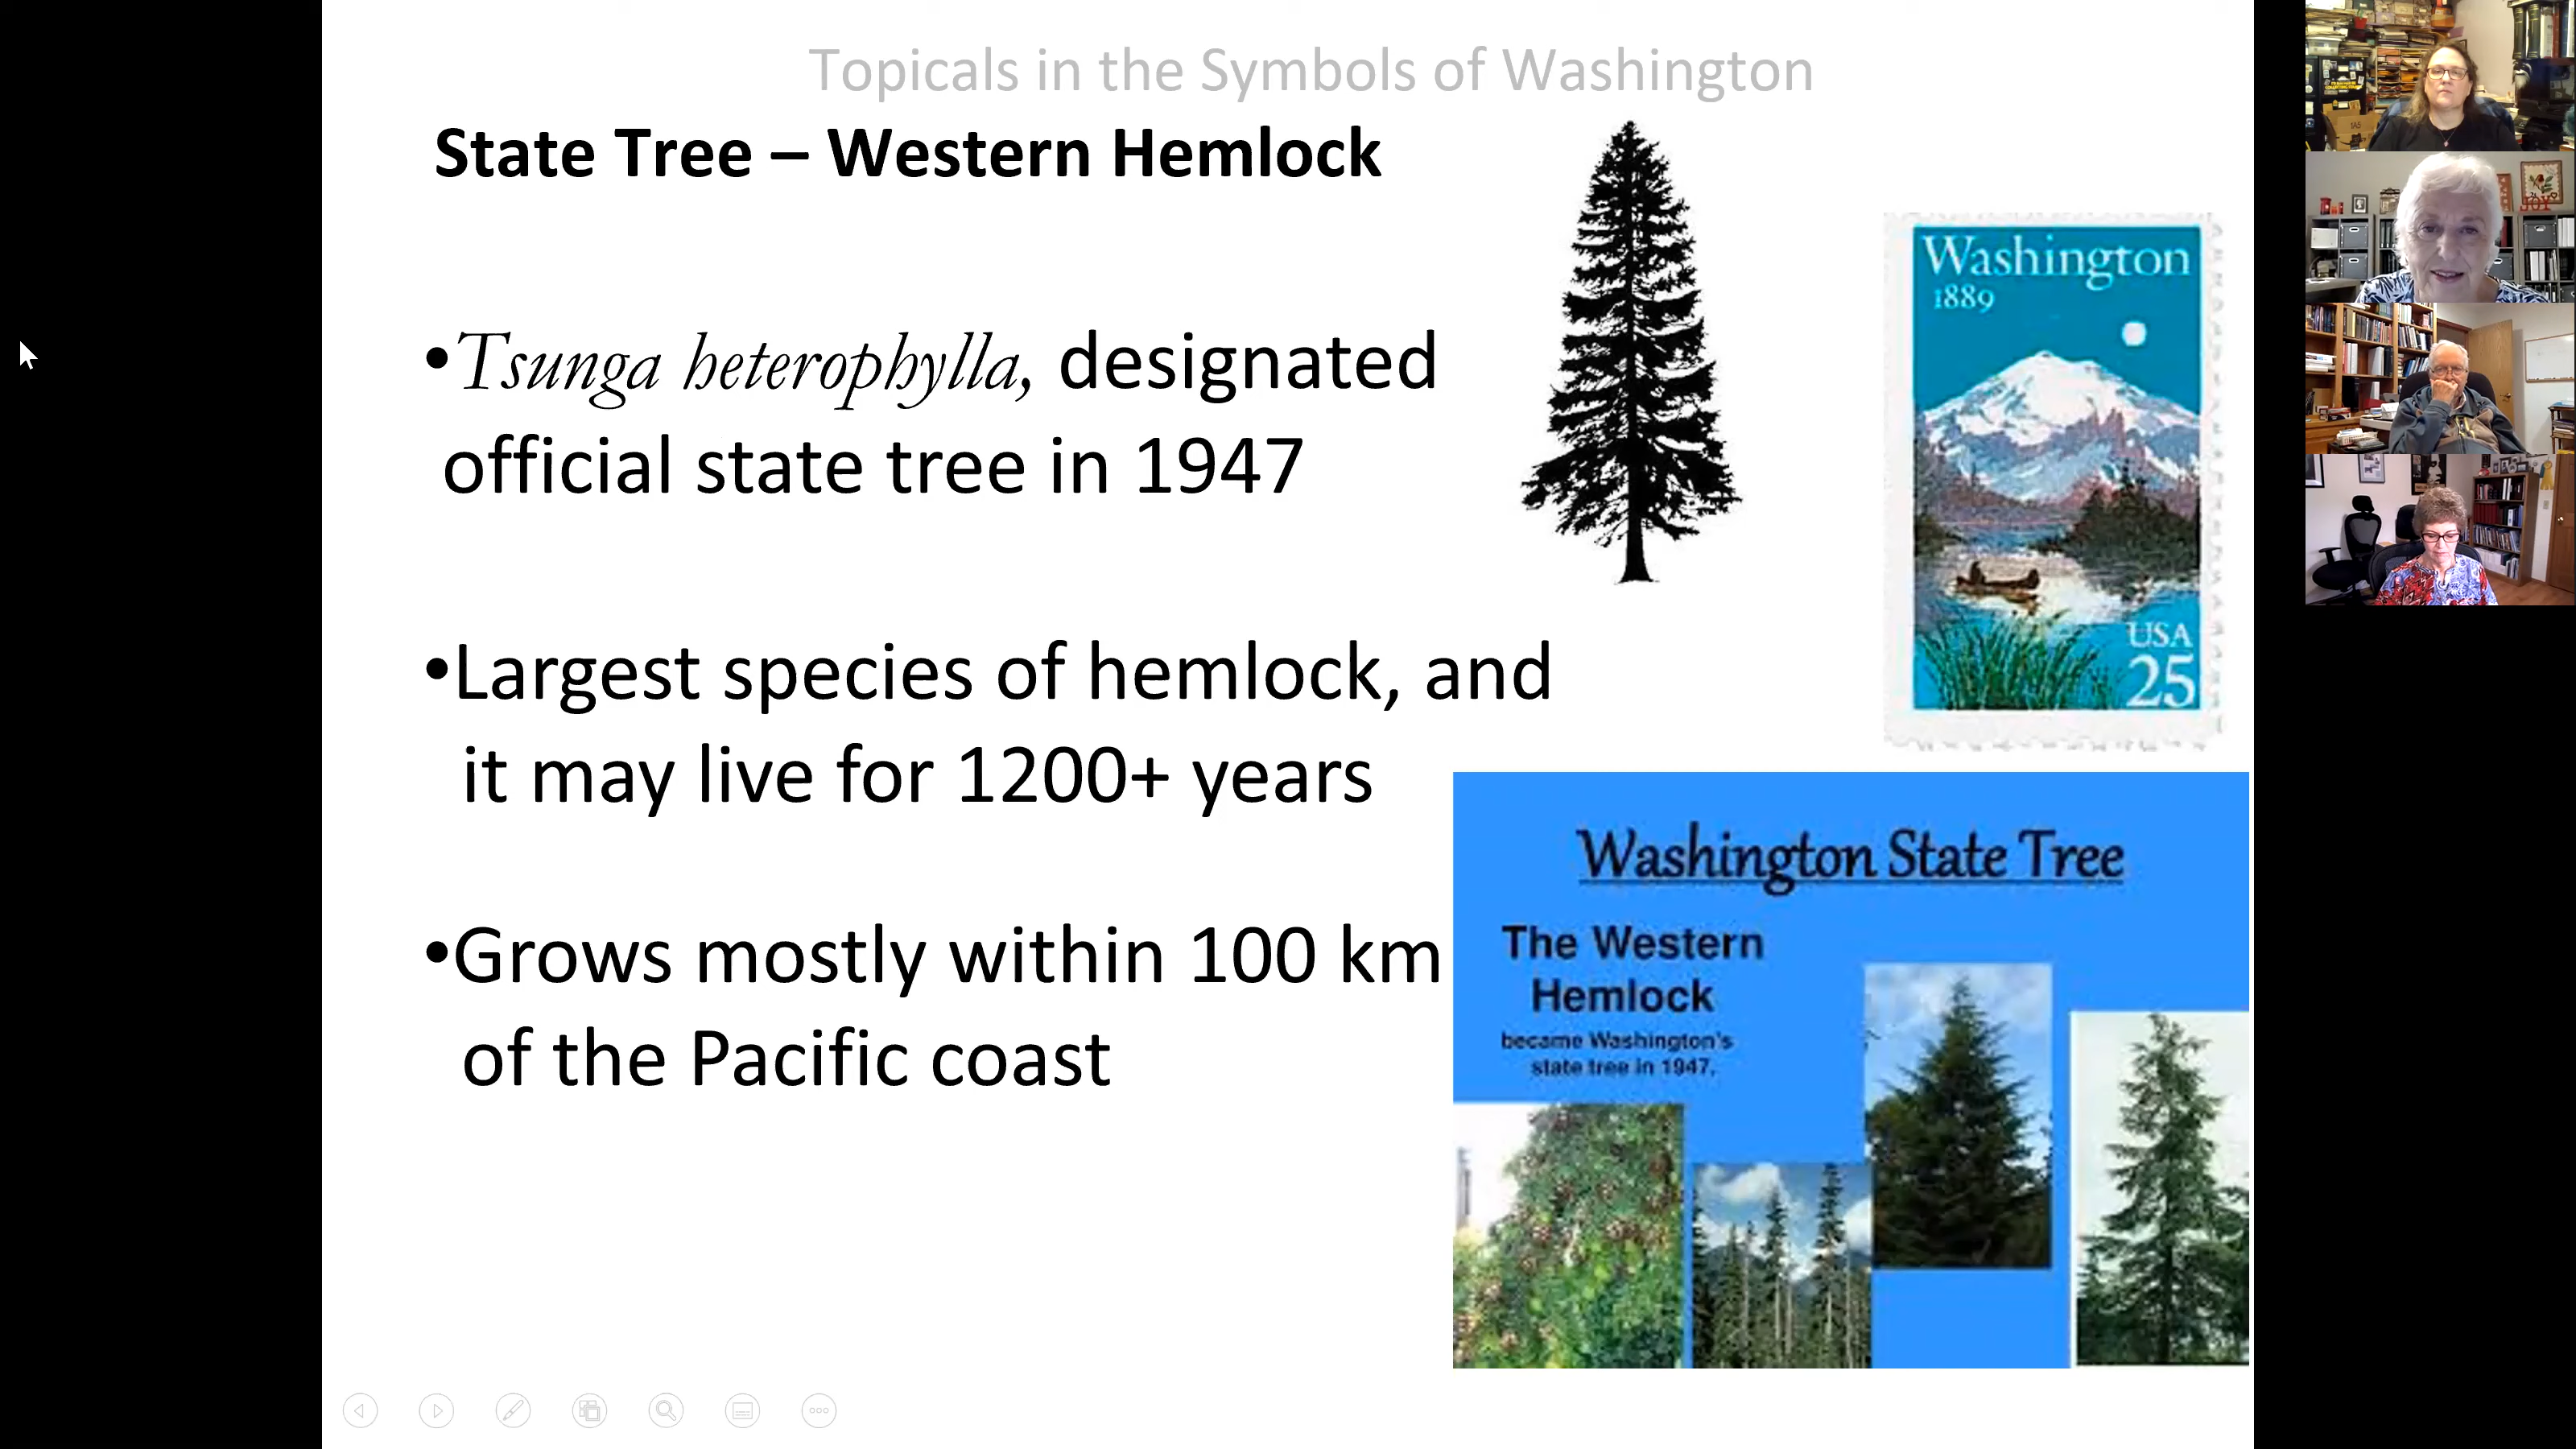 Topicals in the Symbols of Washington
State Tree – Western Hemlock
•Tsunga heterophylla, designated
official state tree in 1947
•Largest species of hemlock, and
it may live for 1200+ years
•Grows mostly within 100 km
of the Pacific coast
Washington
1889
USA
25
Washington State Tree
The Western
Hemlock
became Washington's
state tree in 1947.
JOY